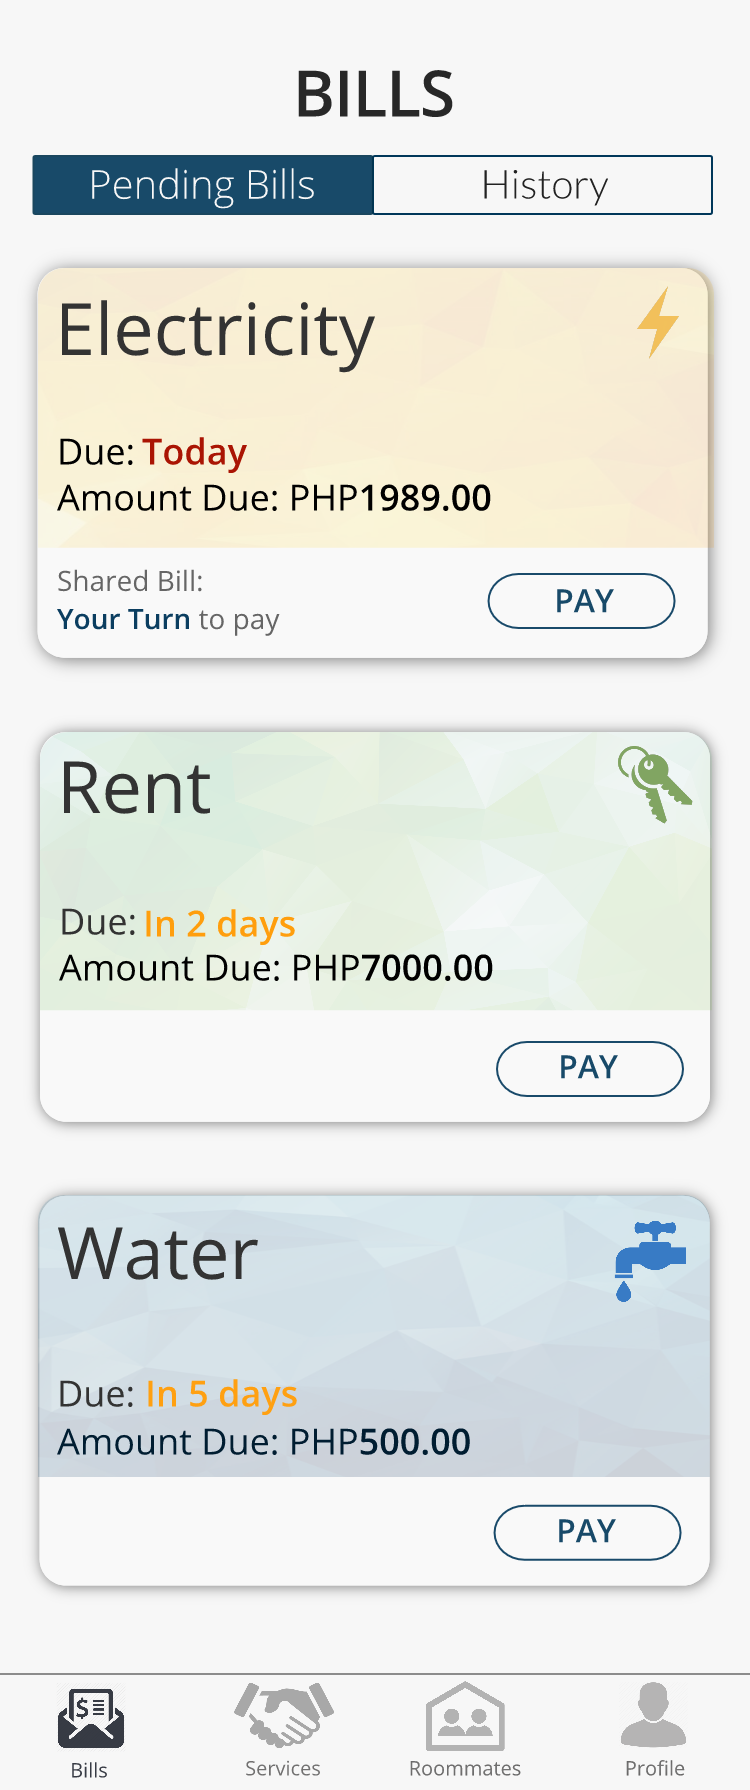 BILLS
Pending Bills
History
Electricity
Due: Today
Amount Due: PHP1989.00
Shared Bill:
Your Turn to pay
PAY
Rent
Due: In 2 days
Amount Due: PHP7000.00
PAY
Water
Due: In 5 days
Amount Due: PHP500.00
PAY
$
Bills
Services
Roommates
Profile